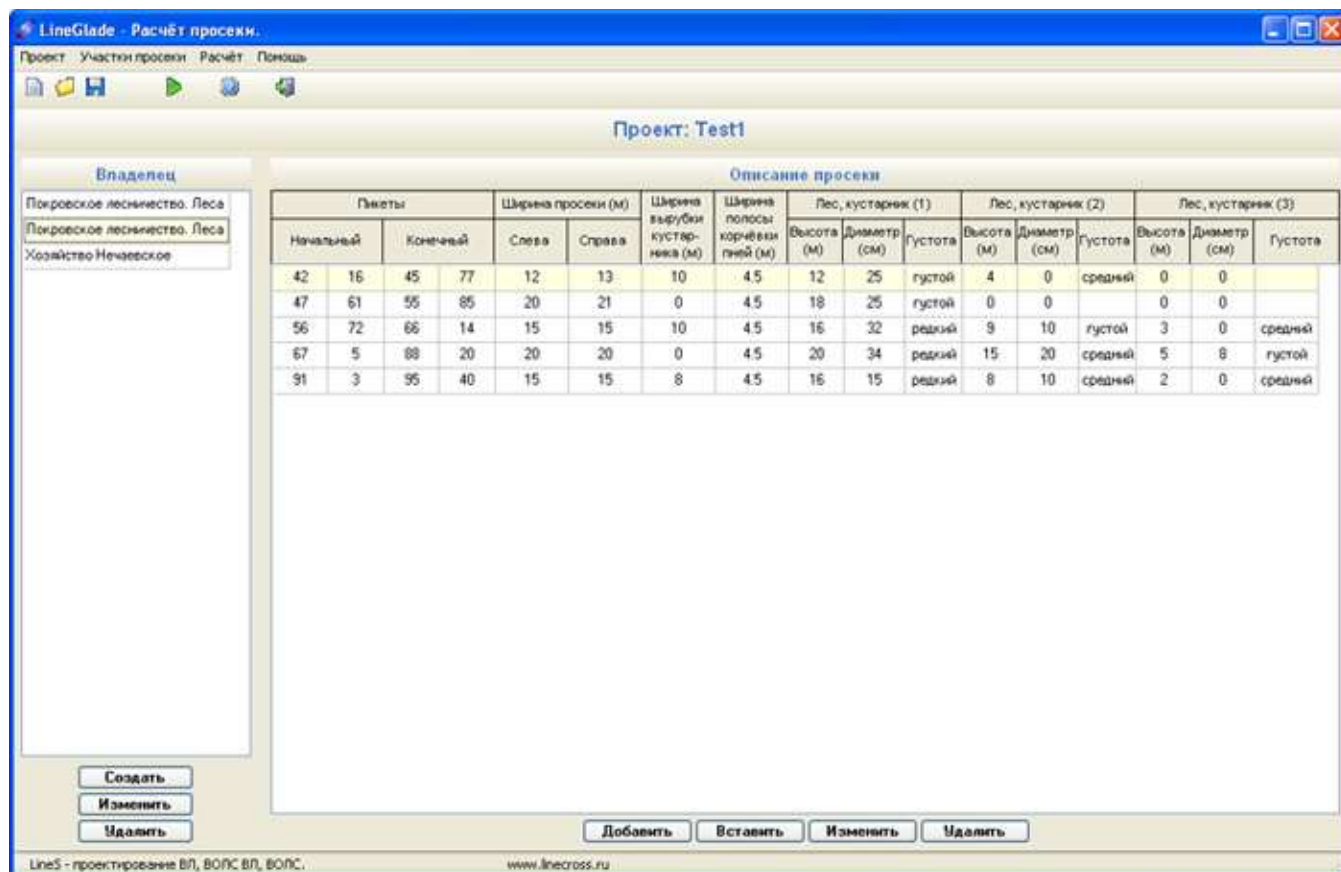 LineGlade - Расчёт просеки.
Проект Участки просеки Расчёт Помощь
Проект: Test1
Владелец
Описание просеки
Покровское лесничество. Леса
Покровское лесничество. Леса
Хозяйство Нечаевское
Пикеты Ширина просеки (м) Ширина вырубки кустар-ника (м) Ширина полосы корчёвки пней (м) Лес, кустарник (1) Лес, кустарник (2) Лес, кустарник (3)
Начальный Конечный Слева Справа Высота (м) Диаметр (см) Густота Высота (м) Диаметр (см) Густота Высота (м) Диаметр (см) Густота
42 16 45 77 12 13 10 4.5 12 25 густой 4 0 средний 0 0
47 61 55 85 20 21 0 4.5 18 25 густой 0 0 0 0
56 72 66 14 15 15 10 4.5 16 32 редкий 9 10 густой 3 0 средний
67 5 88 20 20 20 0 4.5 20 34 редкий 15 20 средний 5 8 густой
91 3 95 40 15 15 8 4.5 16 15 редкий 8 10 средний 2 0 средний
Создать
Изменить
Удалить
Добавить Вставить Изменить Удалить
Line5 - проектирование ВЛ, ВОЛС ВЛ, ВОЛС. www.linecross.ru